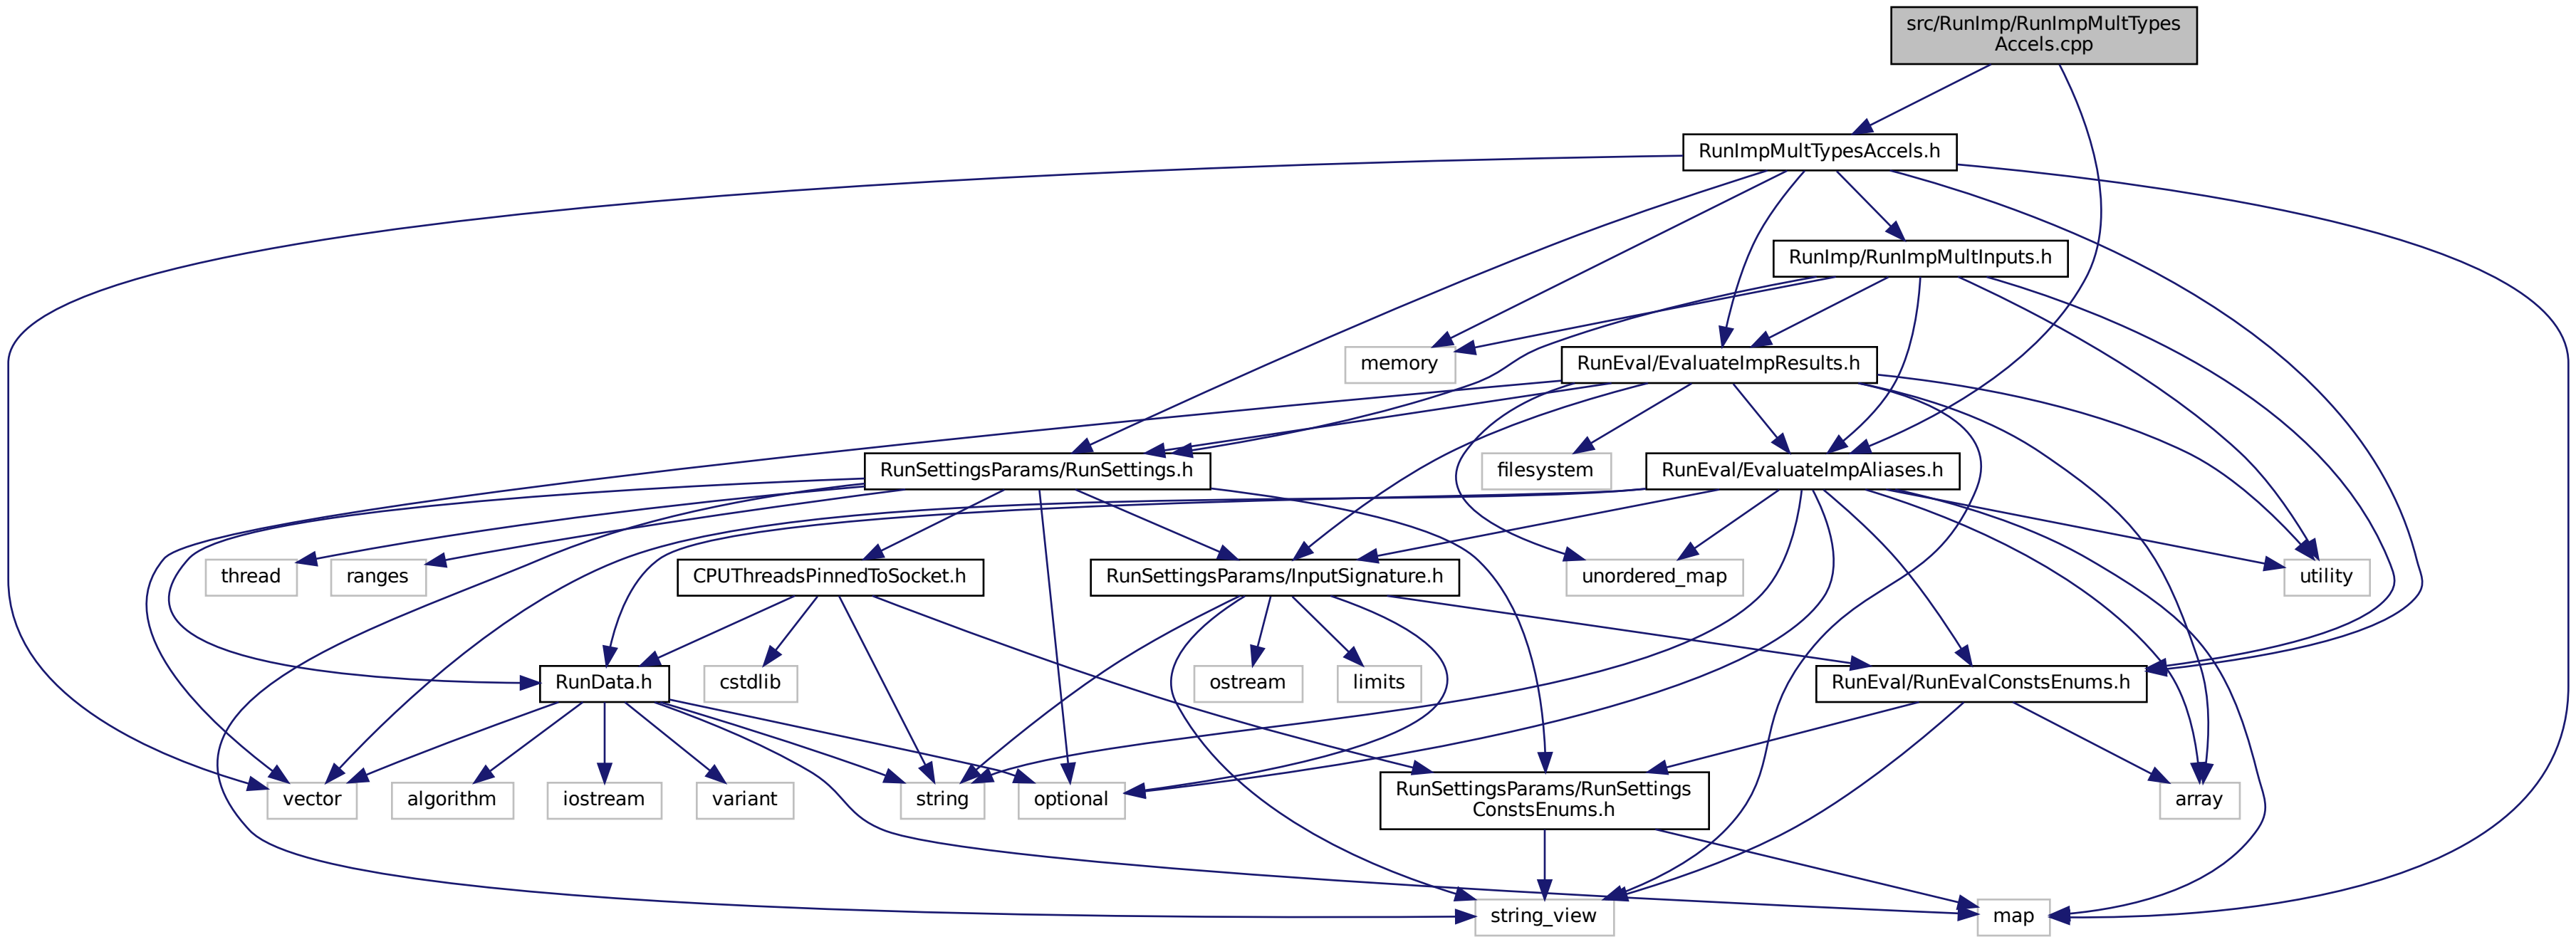 src/RunImp/RunImpMultTypes
Accels.cpp
RunImpMultTypesAccels.h
RunImp/RunImpMultInputs.h
memory
RunEval/EvaluateImpResults.h
RunSettingsParams/RunSettings.h
filesystem
RunEval/EvaluateImpAliases.h
thread
ranges
CPUThreadsPinnedToSocket.h
RunSettingsParams/InputSignature.h
unordered_map
utility
RunData.h
cstdlib
ostream
limits
RunEval/RunEvalConstsEnums.h
vector
algorithm
iostream
variant
string
optional
RunSettingsParams/RunSettings
ConstsEnums.h
array
string_view
map